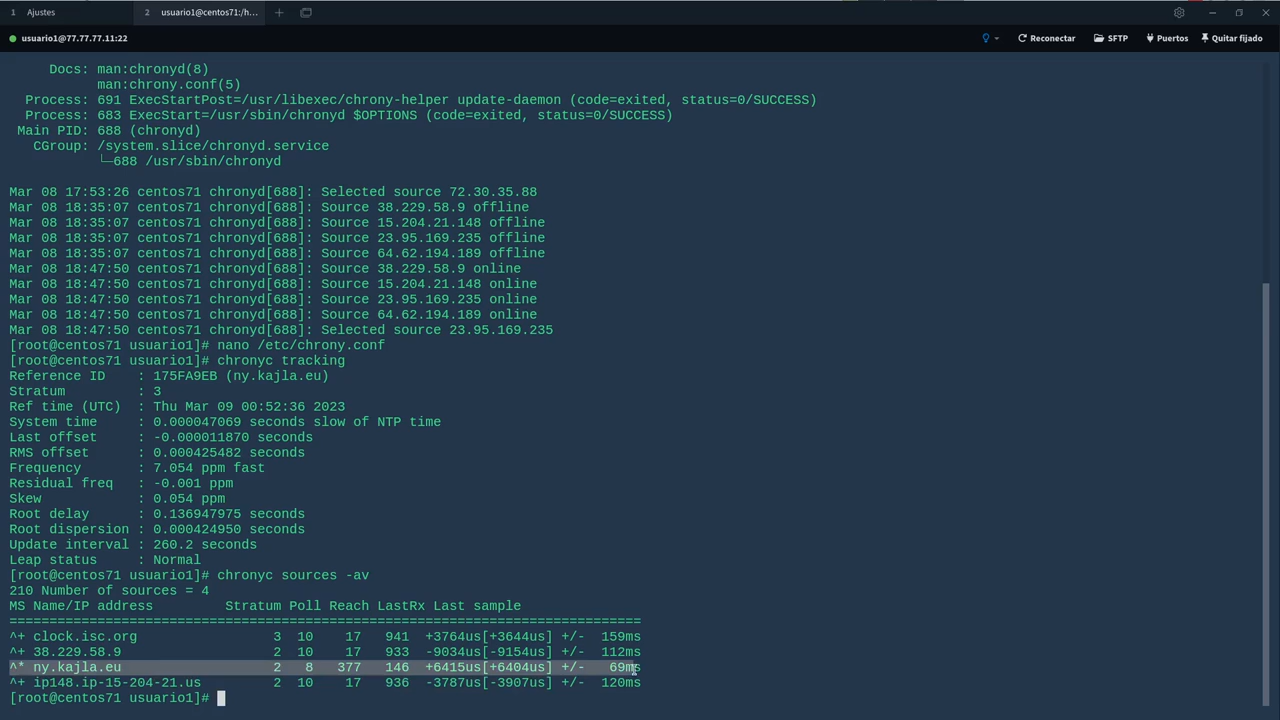 1 Ajustes
2 usuario1@centos71:/h...
usuario1@77.77.77.11:22
Reconectar
SFTP
Puertos
Quitar fijado
Docs: man:chronyd(8)
man:chrony.conf(5)
Process: 691 ExecStartPost=/usr/libexec/chrony-helper update-daemon (code=exited, status=0/SUCCESS)
Process: 683 ExecStart=/usr/sbin/chronyd $OPTIONS (code=exited, status=0/SUCCESS)
Main PID: 688 (chronyd)
CGroup: /system.slice/chronyd.service
└─688 /usr/sbin/chronyd
Mar 08 17:53:26 centos71 chronyd[688]: Selected source 72.30.35.88
Mar 08 18:35:07 centos71 chronyd[688]: Source 38.229.58.9 offline
Mar 08 18:35:07 centos71 chronyd[688]: Source 15.204.21.148 offline
Mar 08 18:35:07 centos71 chronyd[688]: Source 23.95.169.235 offline
Mar 08 18:35:07 centos71 chronyd[688]: Source 64.62.194.189 offline
Mar 08 18:47:50 centos71 chronyd[688]: Source 38.229.58.9 online
Mar 08 18:47:50 centos71 chronyd[688]: Source 15.204.21.148 online
Mar 08 18:47:50 centos71 chronyd[688]: Source 23.95.169.235 online
Mar 08 18:47:50 centos71 chronyd[688]: Source 64.62.194.189 online
Mar 08 18:47:50 centos71 chronyd[688]: Selected source 23.95.169.235
[root@centos71 usuario1]# nano /etc/chrony.conf
[root@centos71 usuario1]# chronyc tracking
Reference ID    : 175FA9EB (ny.kajla.eu)
Stratum         : 3
Ref time (UTC)  : Thu Mar 09 00:52:36 2023
System time     : 0.000047069 seconds slow of NTP time
Last offset     : -0.000011870 seconds
RMS offset      : 0.000425482 seconds
Frequency       : 7.054 ppm fast
Residual freq   : -0.001 ppm
Skew            : 0.054 ppm
Root delay      : 0.136947975 seconds
Root dispersion : 0.000424950 seconds
Update interval : 260.2 seconds
Leap status     : Normal
[root@centos71 usuario1]# chronyc sources -av
210 Number of sources = 4
MS Name/IP address         Stratum Poll Reach LastRx Last sample
===============================================================================
^+ clock.isc.org                 3  10    17   941  +3764us[+3644us] +/-  159ms
^+ 38.229.58.9                   2  10    17   933  -9034us[-9154us] +/-  112ms
^* ny.kajla.eu                   2   8   377   146  +6415us[+6404us] +/-   69ms
^+ ip148.ip-15-204-21.us         2  10    17   936  -3787us[-3907us] +/-  120ms
[root@centos71 usuario1]#